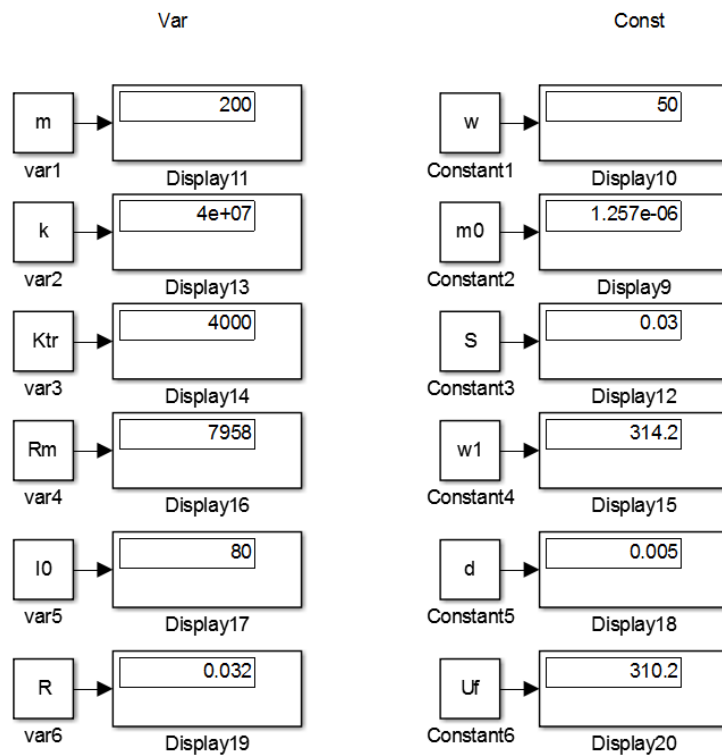 Var
Const
m
200
var1
Display11
w
50
Constant1
Display10
k
4e+07
var2
Display13
m0
1.257e-06
Constant2
Display9
Ktr
4000
var3
Display14
S
0.03
Constant3
Display12
Rm
7958
var4
Display16
w1
314.2
Constant4
Display15
I0
80
var5
Display17
d
0.005
Constant5
Display18
R
0.032
var6
Display19
Uf
310.2
Constant6
Display20